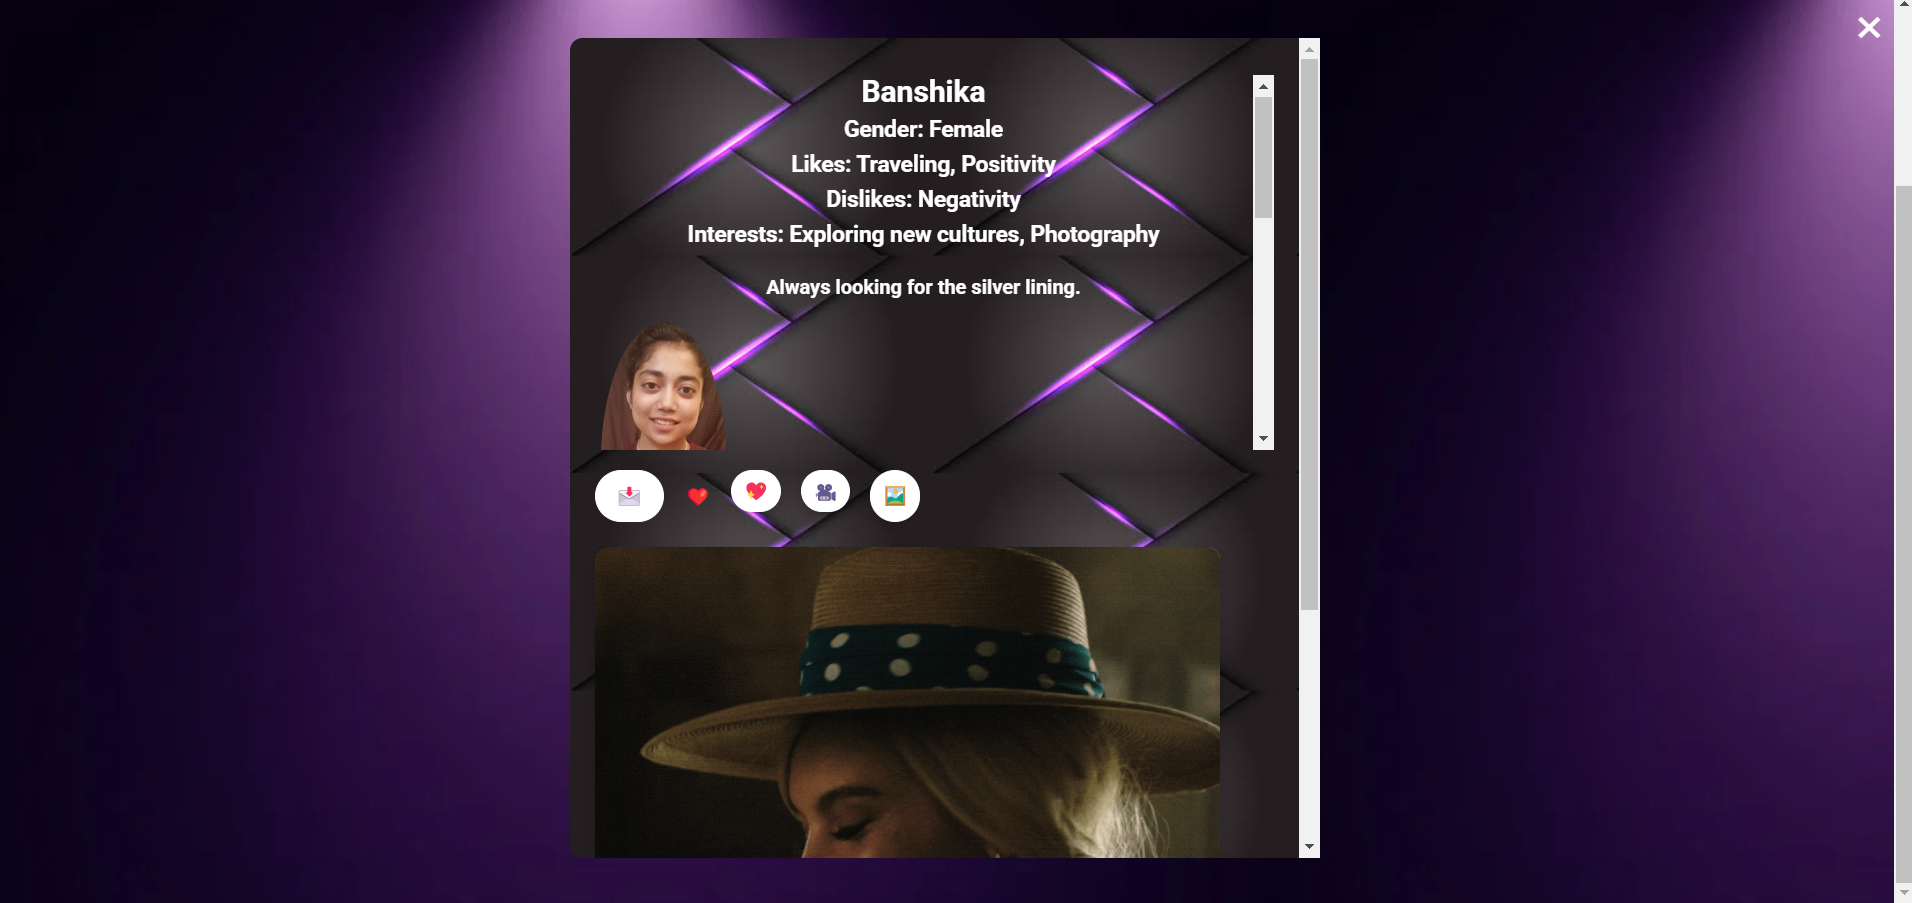 Banshika
Gender: Female
Likes: Traveling, Positivity
Dislikes: Negativity
Interests: Exploring new cultures, Photography
Always looking for the silver lining.